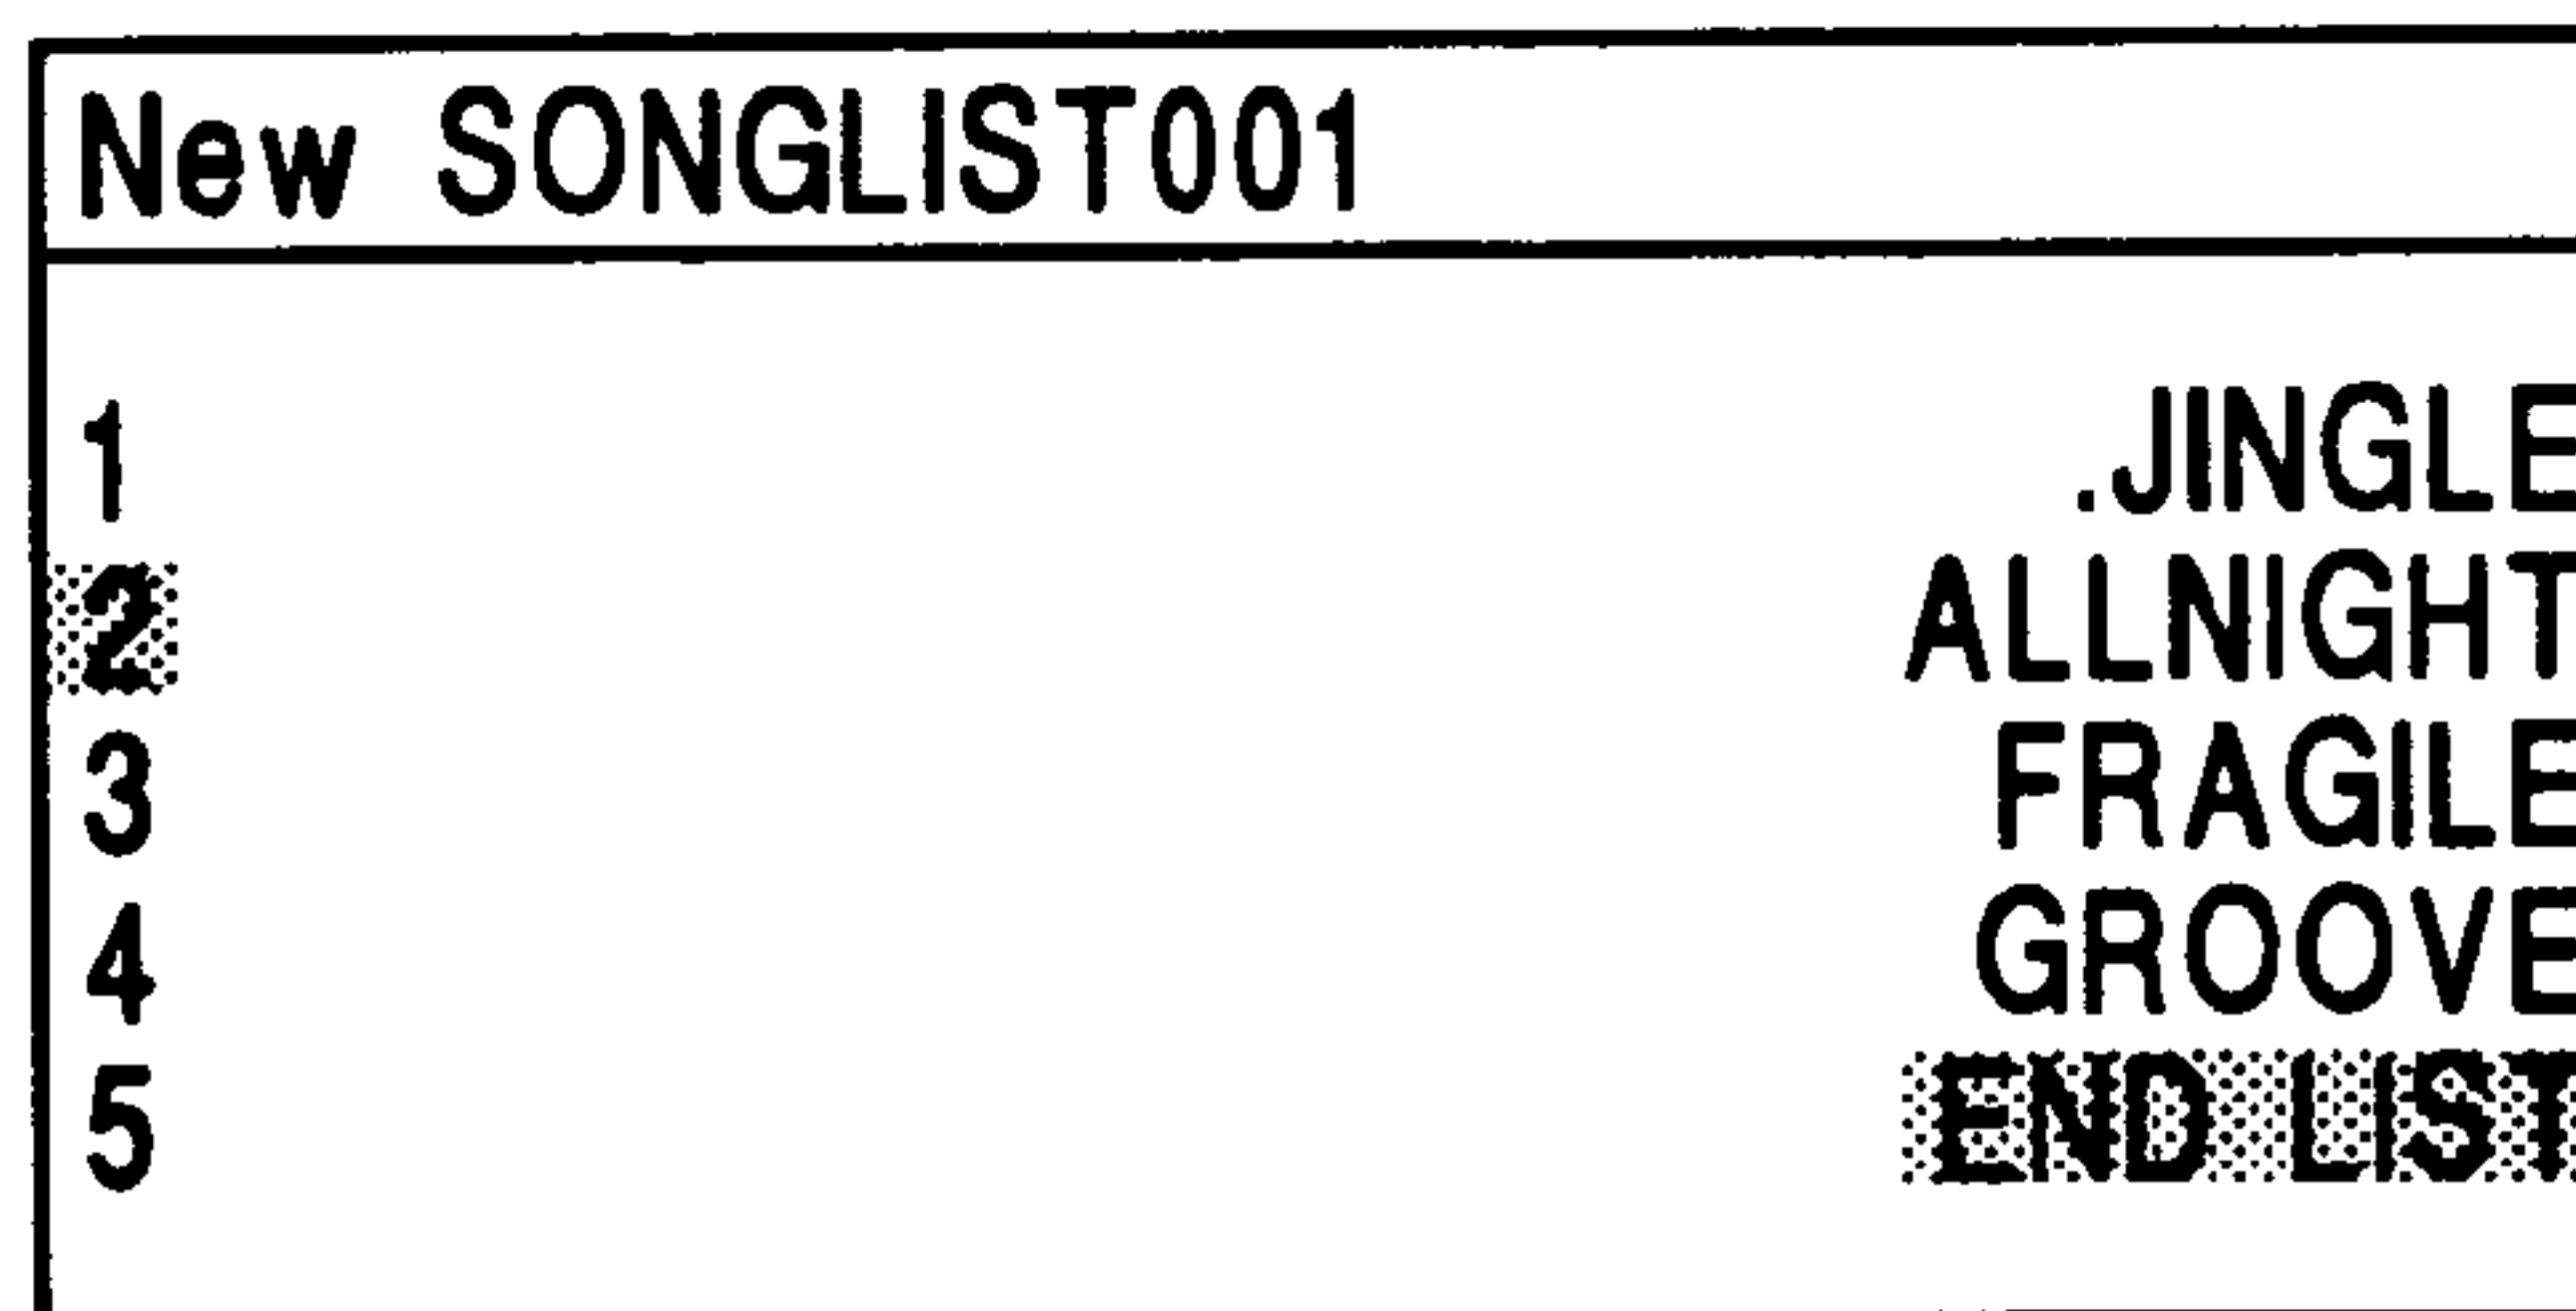 New SONGLIST001
1 .JINGLE
2 ALLNIGHT
3 FRAGILE
4 GROOVE
5 END LIST